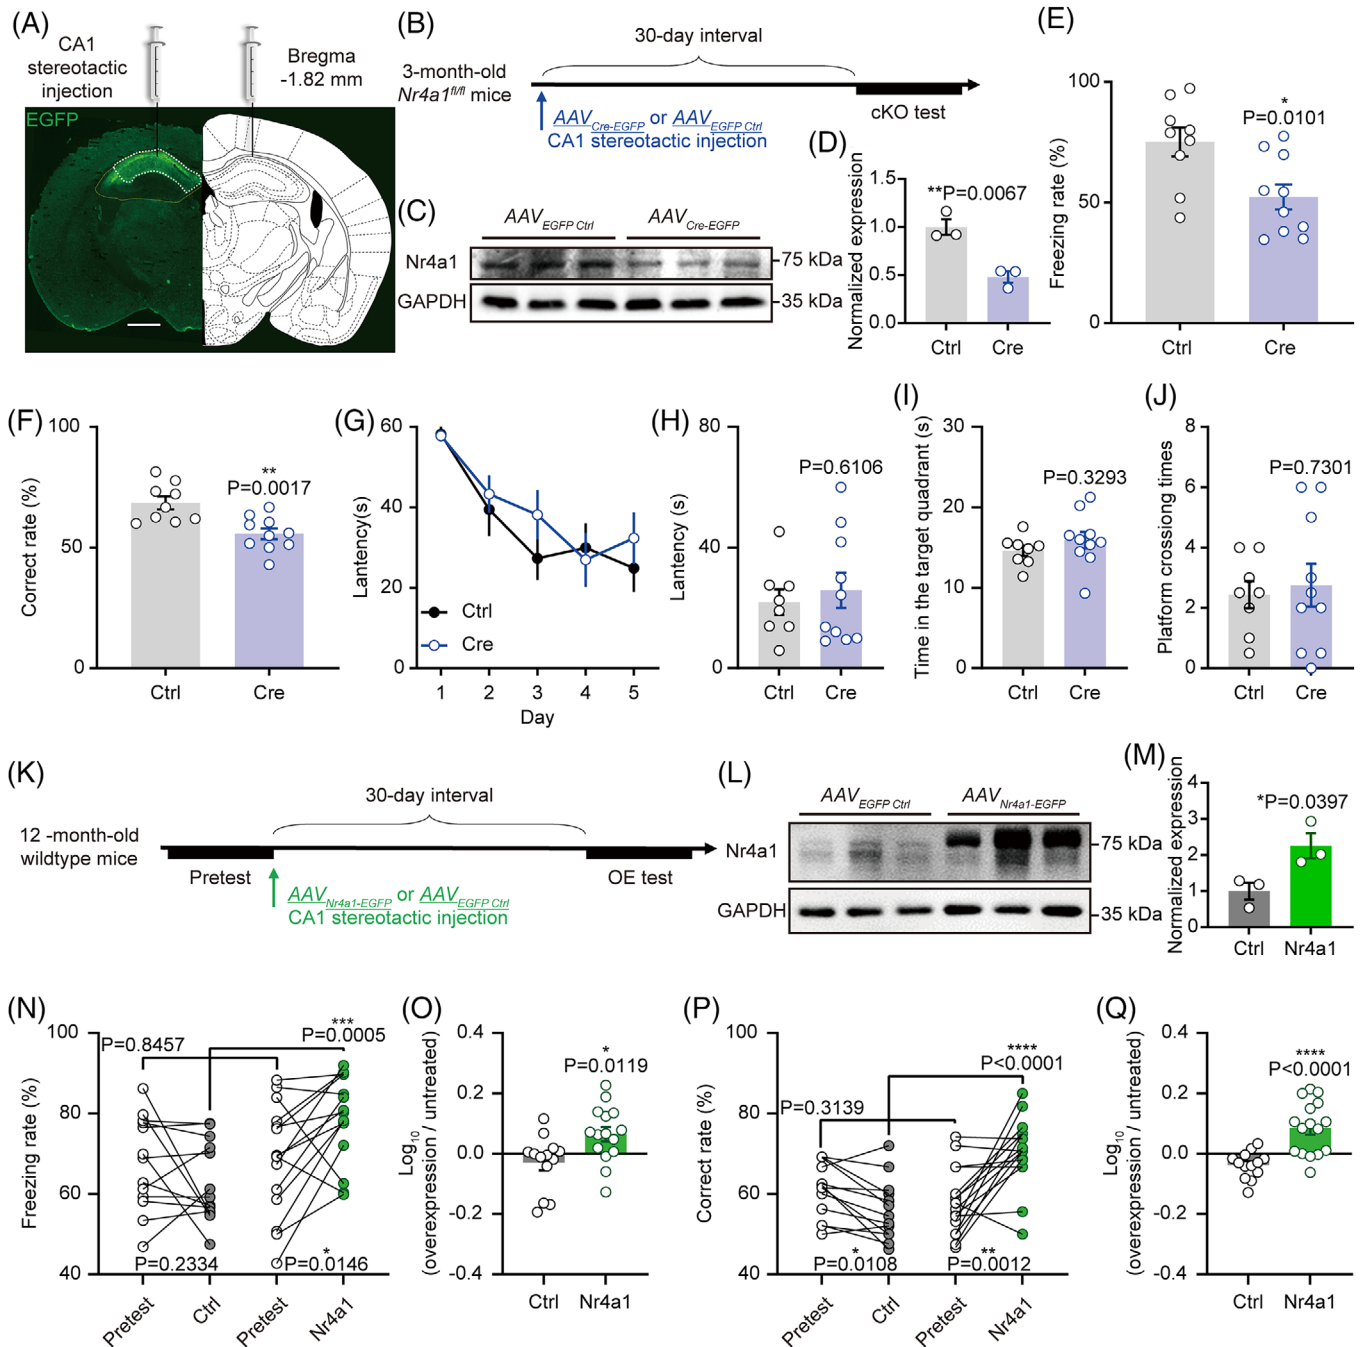 (A)
CA1
stereotactic
injection
Bregma
-1.82 mm
EGFP
(B)
30-day interval
3-month-old
Nr4a1fl/fl mice
cKO test
AAVCre-EGFP or AAVEGFP Ctrl
CA1 stereotactic injection
(C)
AAVEGFP Ctrl
AAVCre-EGFP
Nr4a1
75 kDa
GAPDH
35 kDa
(D)
Normalized expression
1.5
1.0
0.5
0.0
**P=0.0067
Ctrl
Cre
(E)
Freezing rate (%)
100
50
0
*
P=0.0101
Ctrl
Cre
(F)
Correct rate (%)
100
50
0
**
P=0.0017
Ctrl
Cre
(G)
Lantency(s)
60
40
20
0
Ctrl
Cre
1 2 3 4 5
Day
(H)
Lantency (s)
80
40
0
P=0.6106
Ctrl
Cre
(I)
Time in the target quadrant (s)
30
20
10
0
P=0.3293
Ctrl
Cre
(J)
Platform crossiong times
8
6
4
2
0
P=0.7301
Ctrl
Cre
(K)
30-day interval
12 -month-old
wildtype mice
Pretest
OE test
AAVNr4a1-EGFP or AAVEGFP Ctrl
CA1 stereotactic injection
(L)
AAVEGFP Ctrl
AAVNr4a1-EGFP
Nr4a1
75 kDa
GAPDH
35 kDa
(M)
Normalized expression
4
3
2
1
0
*P=0.0397
Ctrl
Nr4a1
(N)
Freezing rate (%)
100
80
60
40
P=0.8457
***
P=0.0005
P=0.2334
*
P=0.0146
Pretest
Ctrl
Pretest
Nr4a1
(O)
Log10
(overexpression / untreated)
0.4
0.2
0.0
-0.2
-0.4
*
P=0.0119
Ctrl
Nr4a1
(P)
Correct rate (%)
100
80
60
40
P=0.3139
****
P<0.0001
*
P=0.0108
**
P=0.0012
Pretest
Ctrl
Pretest
Nr4a1
(Q)
Log10
(overexpression / untreated)
0.4
0.2
0.0
-0.2
-0.4
****
P<0.0001
Ctrl
Nr4a1